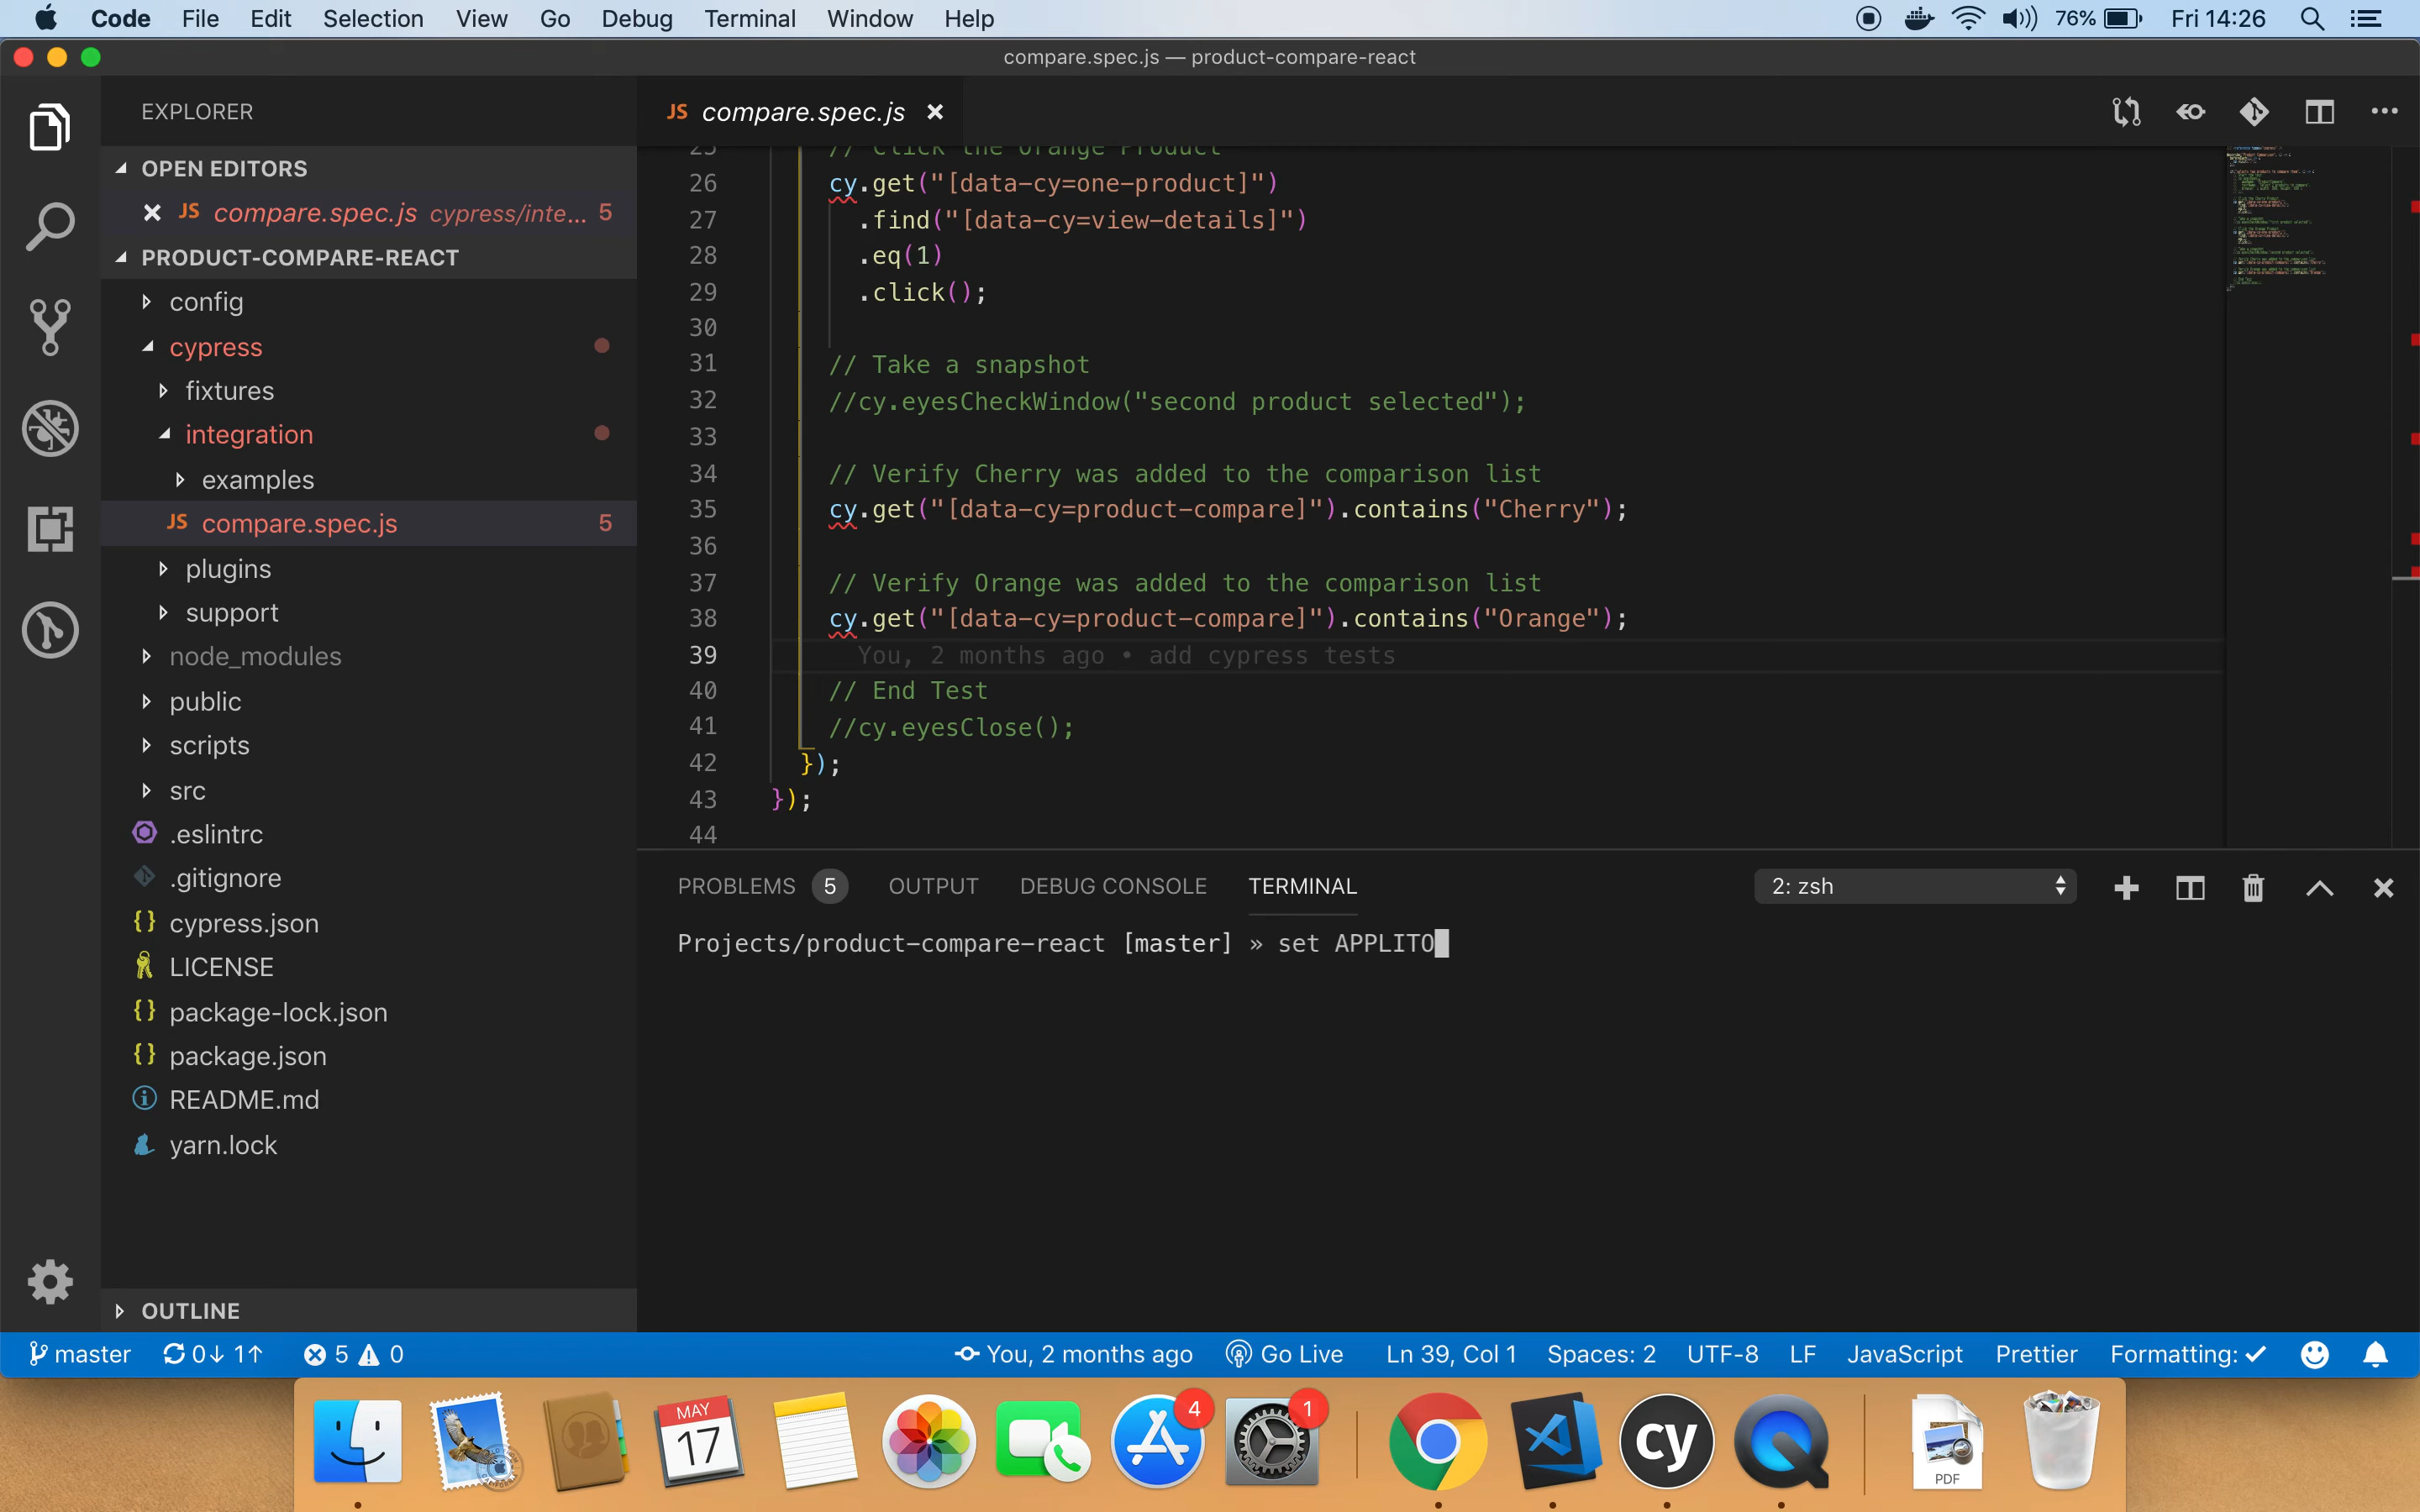 Code File Edit Selection View Go Debug Terminal Window Help 76% Fri 14:26
compare.spec.js — product-compare-react
EXPLORER
OPEN EDITORS
JS compare.spec.js cypress/inte... 5
PRODUCT-COMPARE-REACT
config
cypress
fixtures
integration
examples
JS compare.spec.js 5
plugins
support
node_modules
public
scripts
src
.eslintrc
.gitignore
{} cypress.json
LICENSE
{} package-lock.json
{} package.json
README.md
yarn.lock
OUTLINE
JS compare.spec.js
25 // Click the Orange Product
26 cy.get("[data-cy=one-product]")
27 .find("[data-cy=view-details]")
28 .eq(1)
29 .click();
30
31 // Take a snapshot
32 //cy.eyesCheckWindow("second product selected");
33
34 // Verify Cherry was added to the comparison list
35 cy.get("[data-cy=product-compare]").contains("Cherry");
36
37 // Verify Orange was added to the comparison list
38 cy.get("[data-cy=product-compare]").contains("Orange");
39 You, 2 months ago • add cypress tests
40 // End Test
41 //cy.eyesClose();
42 });
43 });
44
PROBLEMS 5 OUTPUT DEBUG CONSOLE TERMINAL 2: zsh
Projects/product-compare-react [master] » set APPLITO
master 0↓ 1↑ 5 0 You, 2 months ago Go Live Ln 39, Col 1 Spaces: 2 UTF-8 LF JavaScript Prettier Formatting: ✓
MAY
17
4
1
cy
PDF